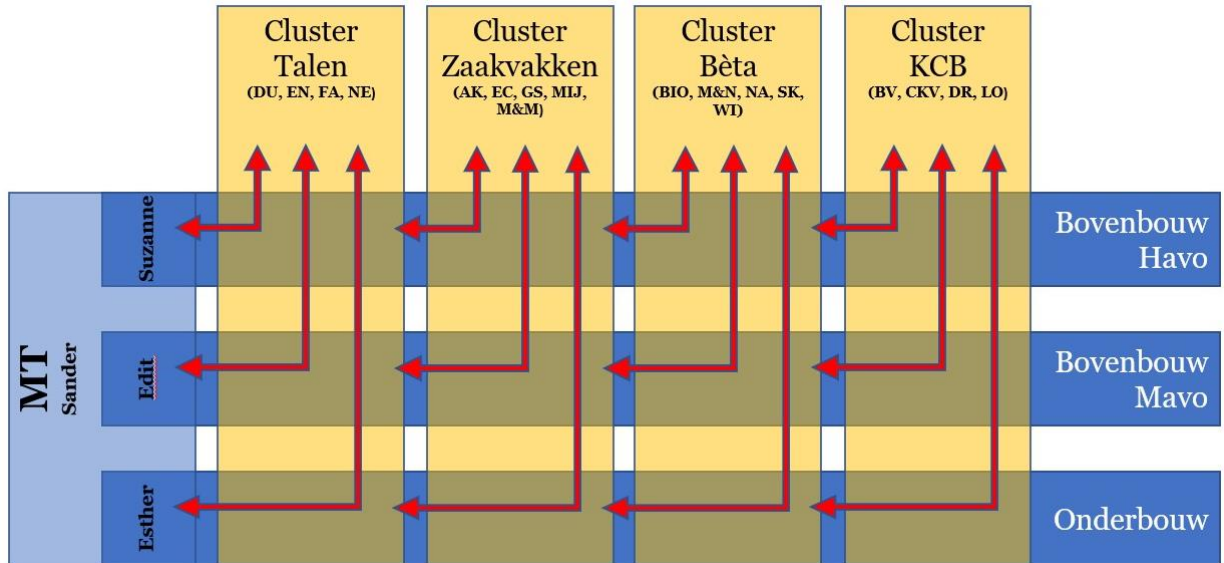 Cluster
Talen
(DU, EN, FA, NE)
Cluster
Zaakvakken
(AK, EC, GS, MIJ,
M&M)
Cluster
Bèta
(BIO, M&N, NA, SK,
WI)
Cluster
KCB
(BV, CKV, DR, LO)
MT
Sander
Suzanne
Bovenbouw
Havo
Edit
Bovenbouw
Mavo
Esther
Onderbouw